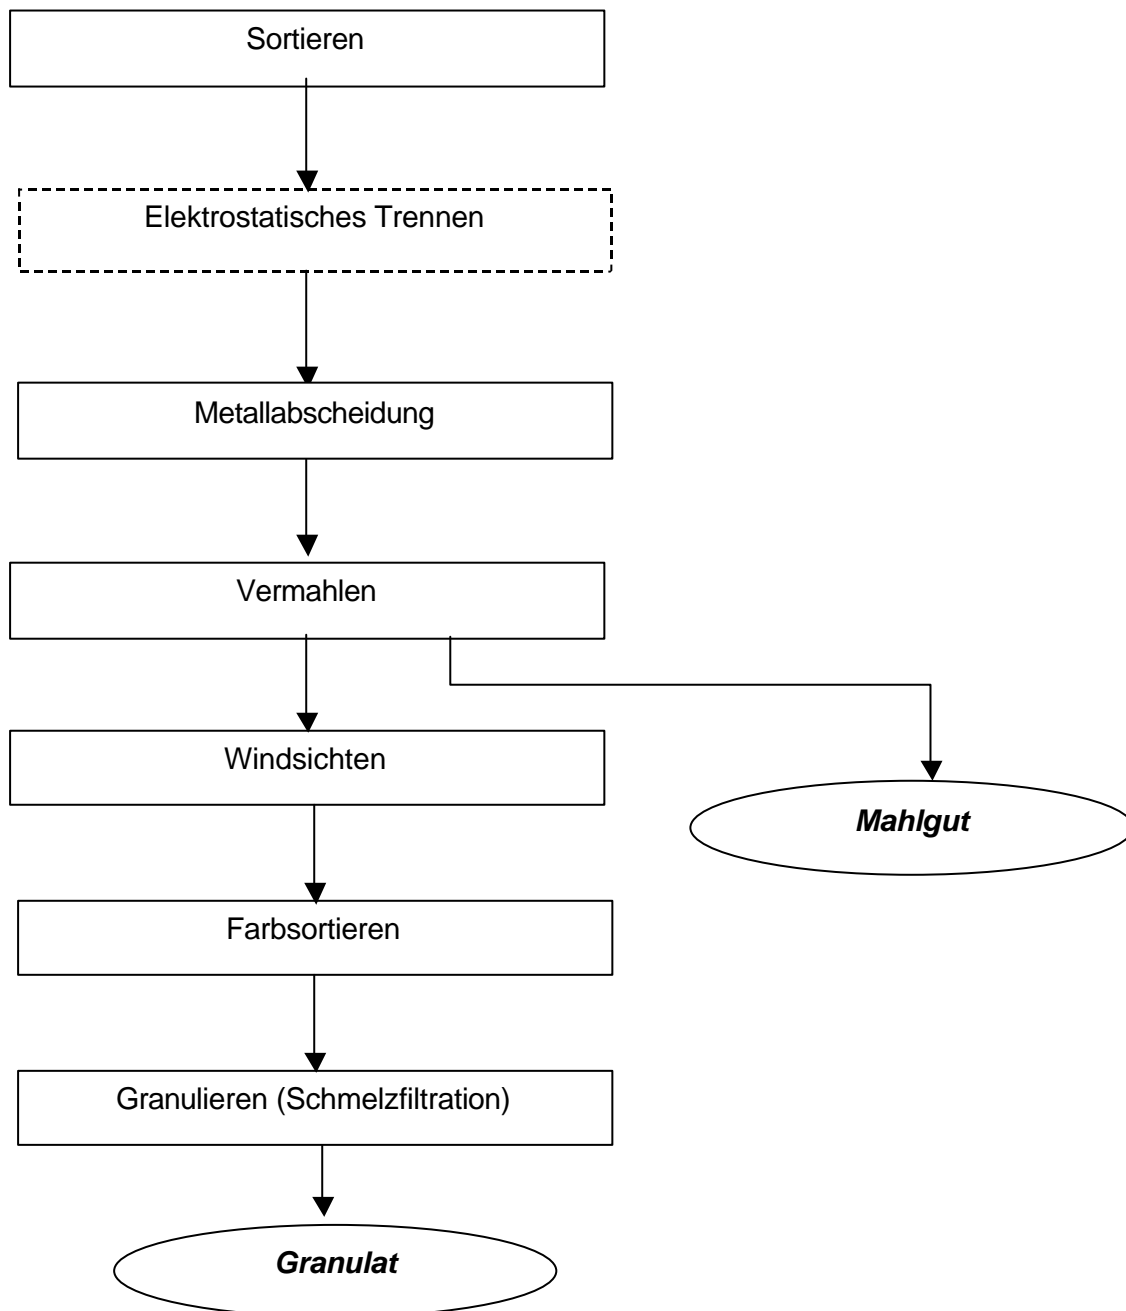 Sortieren
Elektrostatisches Trennen
Metallabscheidung
Vermahlen
Windsichten
Mahlgut
Farbsortieren
Granulieren (Schmelzfiltration)
Granulat